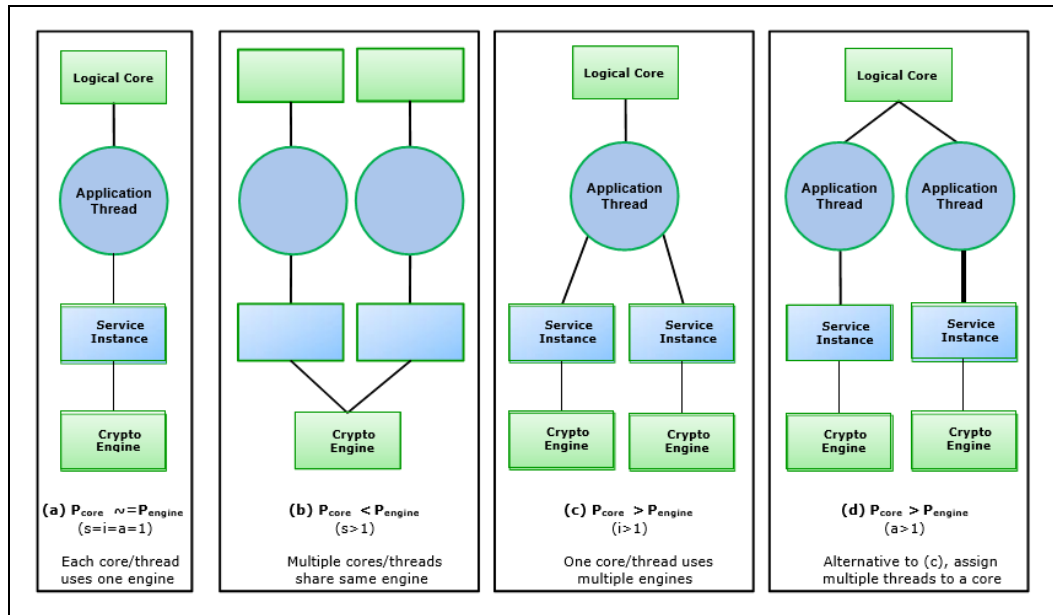 Logical Core
Application
Thread
Service
Instance
Crypto
Engine
(a) Pcore ~=Pengine
(s=i=a=1)
Each core/thread
uses one engine
Crypto
Engine
(b) Pcore < Pengine
(s>1)
Multiple cores/threads
share same engine
Logical Core
Application
Thread
Service
Instance
Service
Instance
Crypto
Engine
Crypto
Engine
(c) Pcore > Pengine
(i>1)
One core/thread uses
multiple engines
Logical Core
Application
Thread
Application
Thread
Service
Instance
Service
Instance
Crypto
Engine
Crypto
Engine
(d) Pcore > Pengine
(a>1)
Alternative to (c), assign
multiple threads to a core